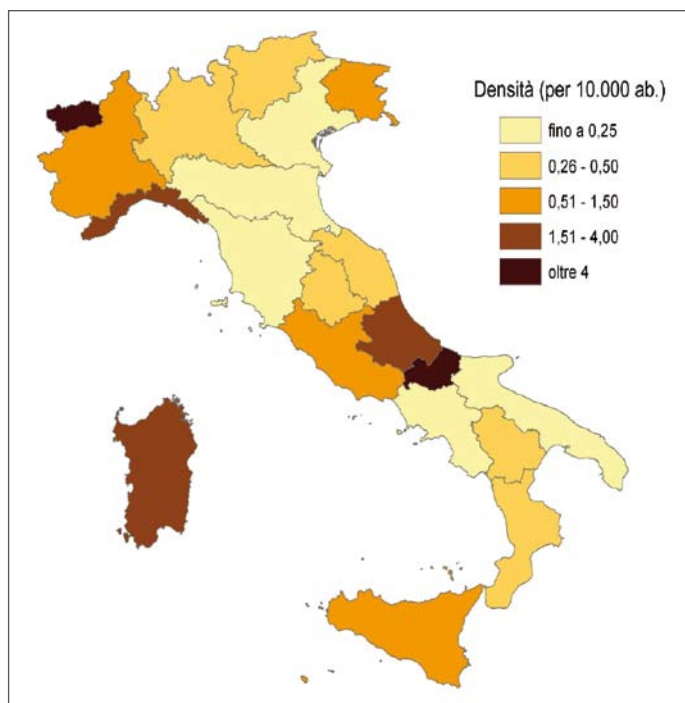 Densità (per 10.000 ab.)
fino a 0,25
0,26 - 0,50
0,51 - 1,50
1,51 - 4,00
oltre 4